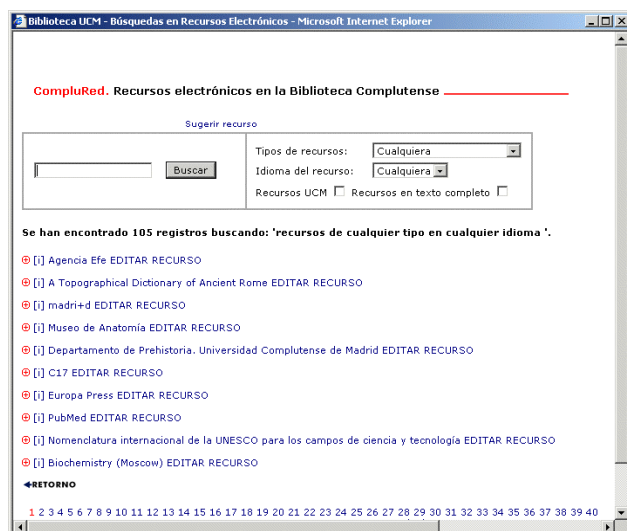 Biblioteca UCM - Búsquedas en Recursos Electrónicos - Microsoft Internet Explorer
CompluRed. Recursos electrónicos en la Biblioteca Complutense
Sugerir recurso
Buscar
Tipos de recursos: Cualquiera
Idioma del recurso: Cualquiera
Recursos UCM Recursos en texto completo
Se han encontrado 105 registros buscando: 'recursos de cualquier tipo en cualquier idioma '.
[i] Agencia Efe EDITAR RECURSO
[i] A Topographical Dictionary of Ancient Rome EDITAR RECURSO
[i] madri+d EDITAR RECURSO
[i] Museo de Anatomía EDITAR RECURSO
[i] Departamento de Prehistoria. Universidad Complutense de Madrid EDITAR RECURSO
[i] C17 EDITAR RECURSO
[i] Europa Press EDITAR RECURSO
[i] PubMed EDITAR RECURSO
[i] Nomenclatura internacional de la UNESCO para los campos de ciencia y tecnología EDITAR RECURSO
[i] Biochemistry (Moscow) EDITAR RECURSO
RETORNO
1 2 3 4 5 6 7 8 9 10 11 12 13 14 15 16 17 18 19 20 21 22 23 24 25 26 27 28 29 30 31 32 33 34 35 36 37 38 39 40